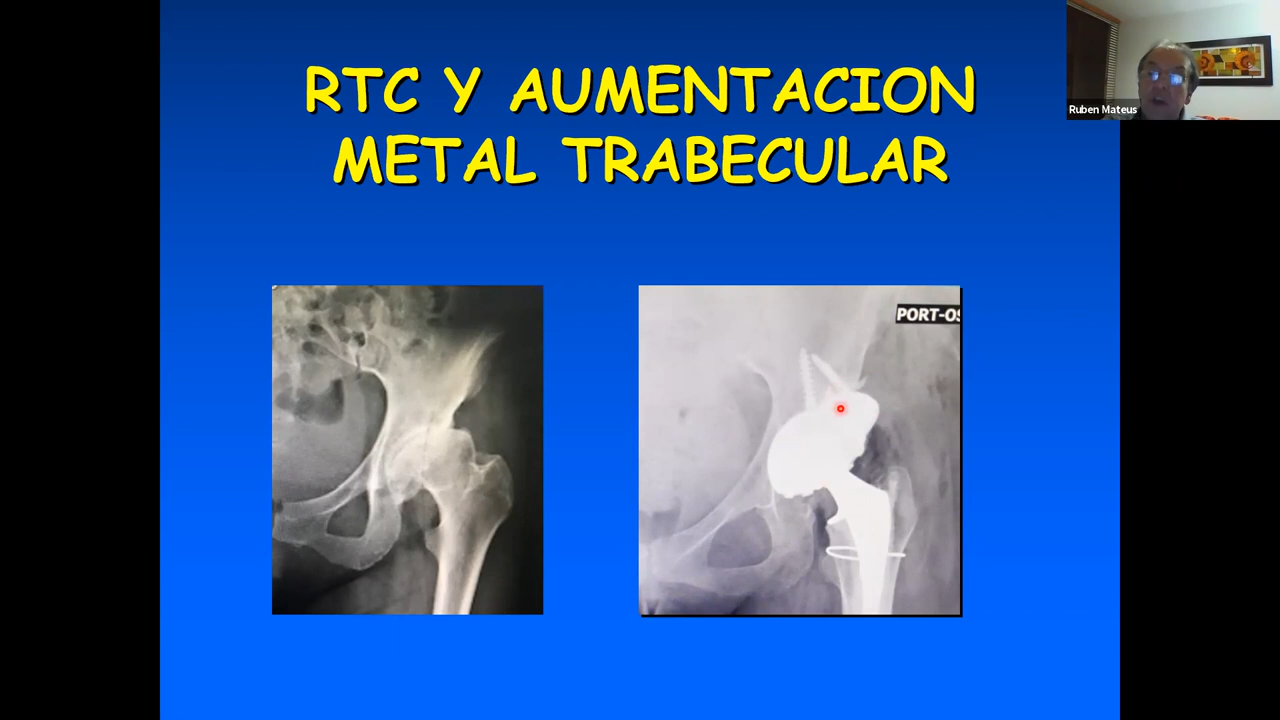 RTC Y AUMENTACION
METAL TRABECULAR
Ruben Mateus
PORT-OS